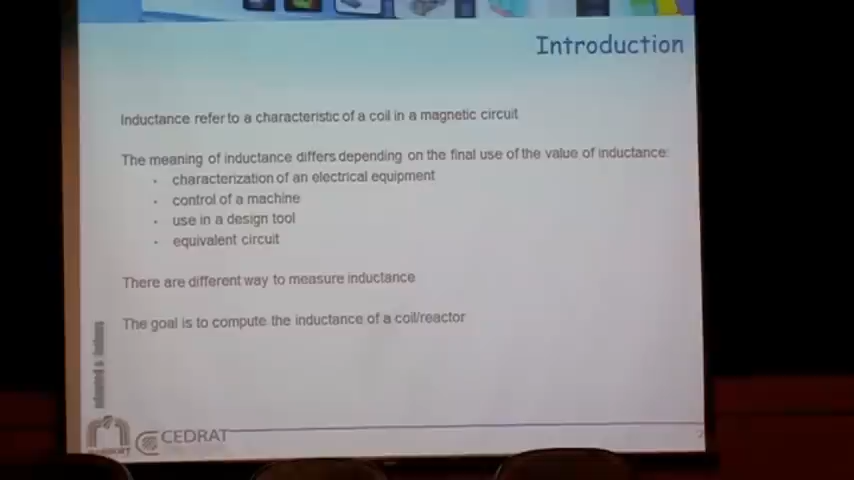 Introduction
Inductance refer to a characteristic of a coil in a magnetic circuit
The meaning of inductance differs depending on the final use of the value of inductance:
· characterization of an electrical equipment
· control of a machine
· use in a design tool
· equivalent circuit
There are different way to measure inductance
The goal is to compute the inductance of a coil/reactor
CEDRAT